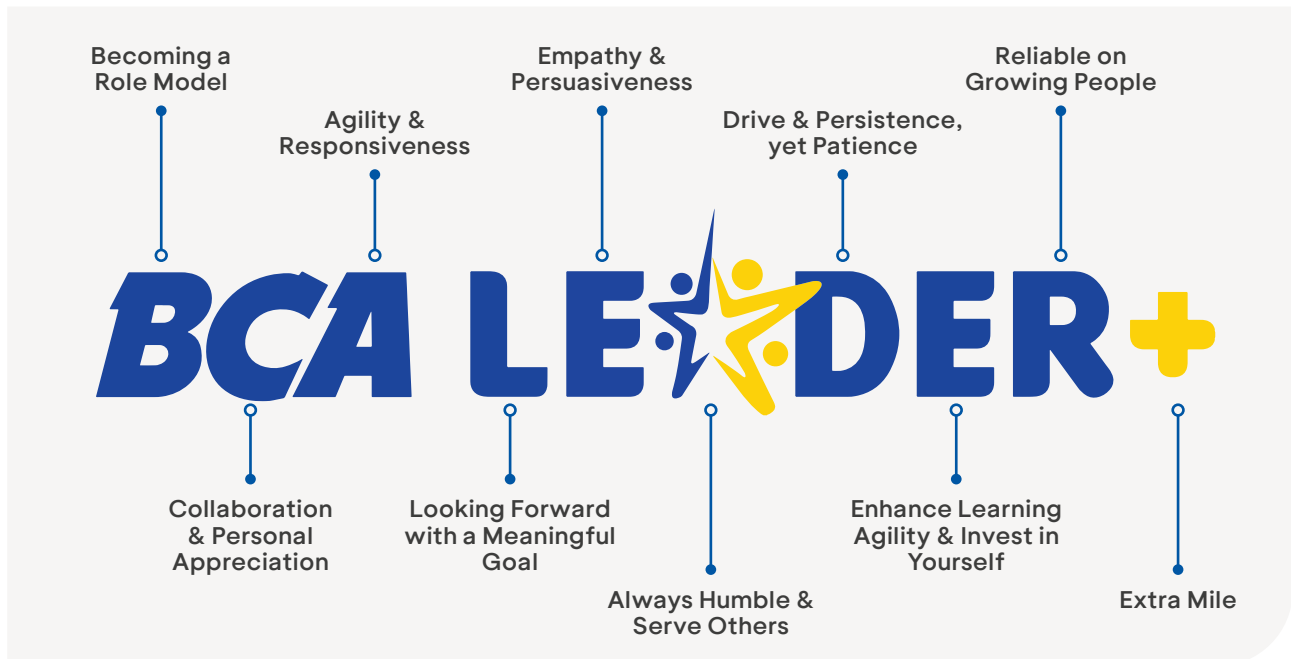 Becoming a
Role Model
Agility &
Responsiveness
Empathy &
Persuasiveness
Drive & Persistence,
yet Patience
Reliable on
Growing People
BCA LEADER+
Collaboration
& Personal
Appreciation
Looking Forward
with a Meaningful
Goal
Always Humble &
Serve Others
Enhance Learning
Agility & Invest in
Yourself
Extra Mile